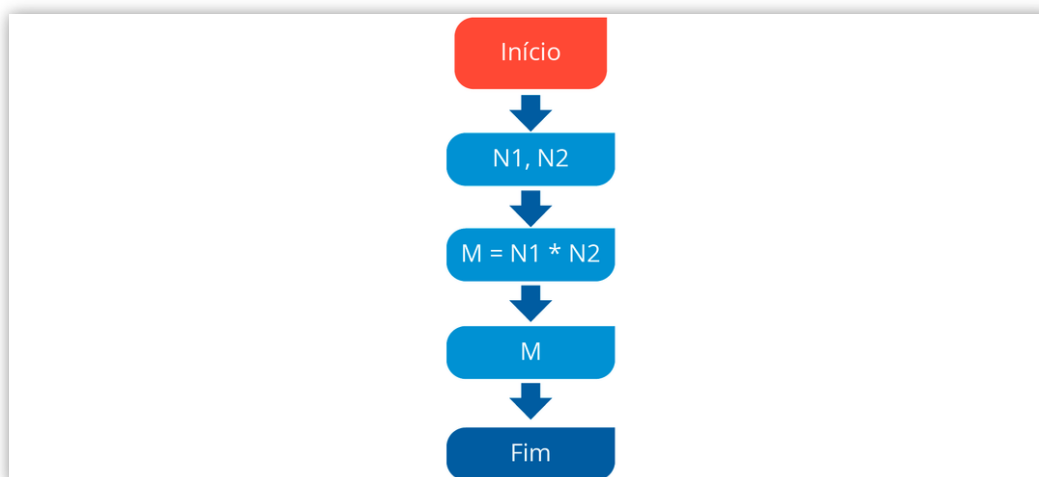 Início
N1, N2
M = N1 * N2
M
Fim